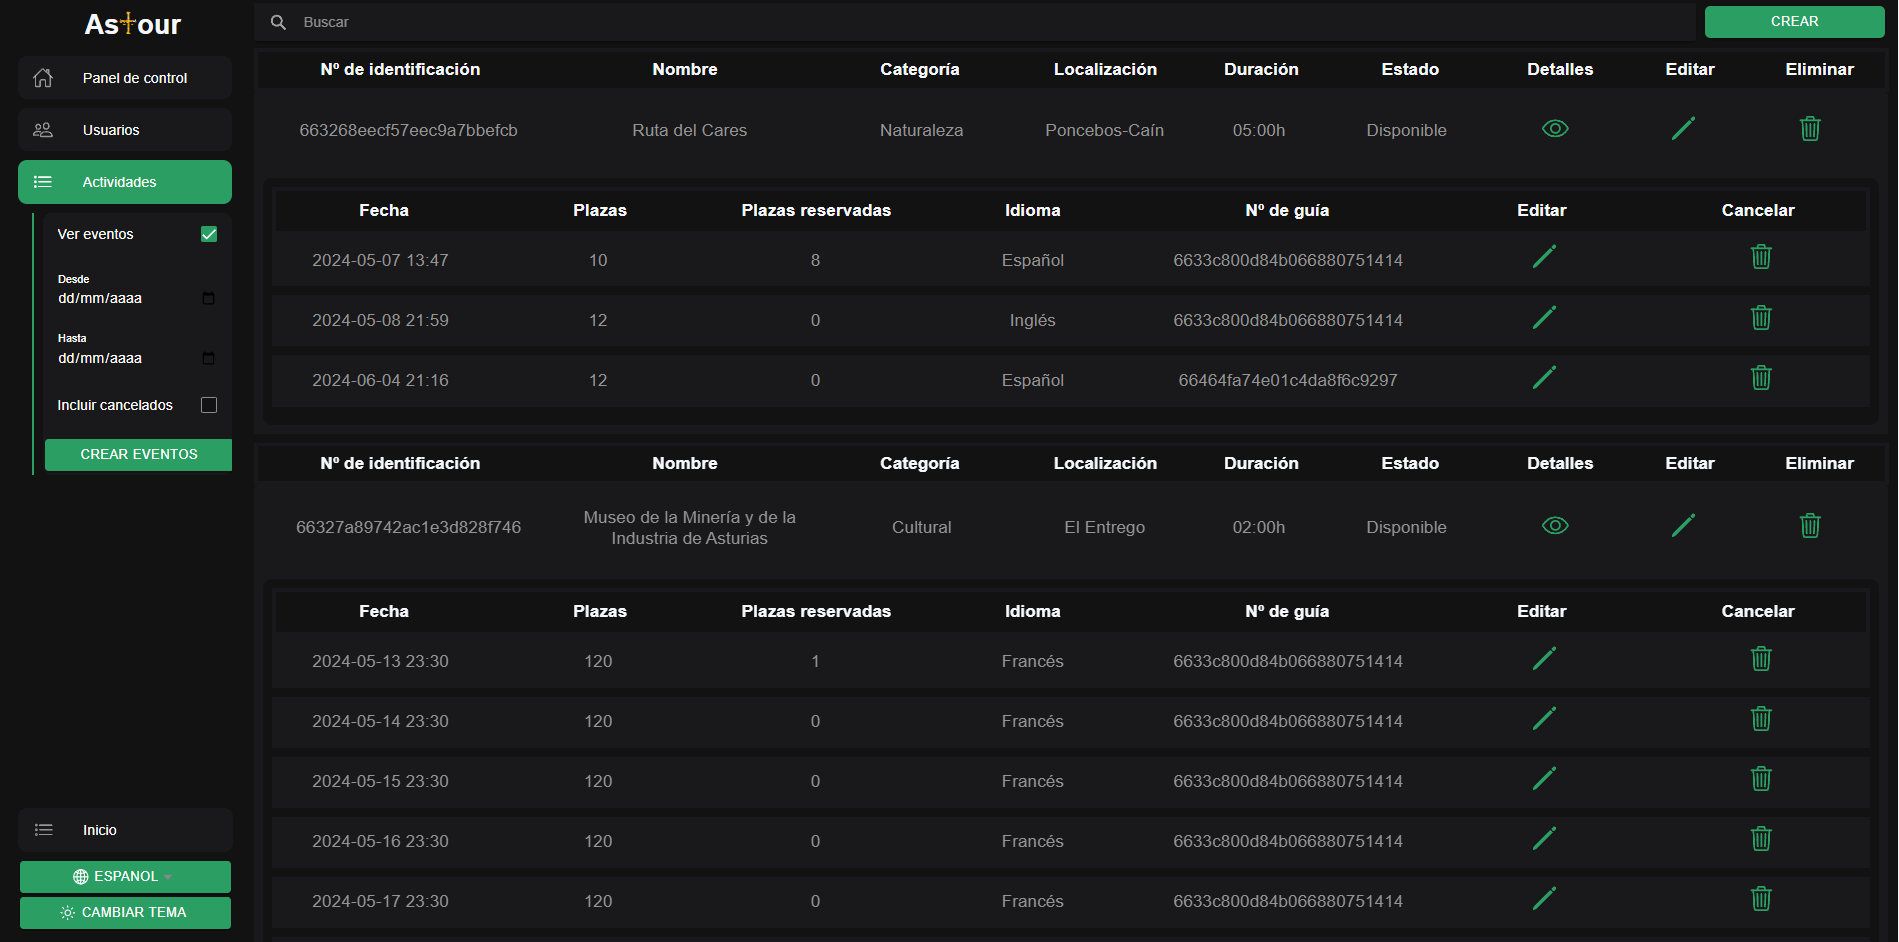 Astour
Panel de control
Usuarios
Actividades
Ver eventos
Desde
dd/mm/aaaa
Hasta
dd/mm/aaaa
Incluir cancelados
CREAR EVENTOS
Inicio
ESPANOL
CAMBIAR TEMA
Buscar
CREAR
Nº de identificación Nombre Categoría Localización Duración Estado Detalles Editar Eliminar
663268eecf57eec9a7bbefcb Ruta del Cares Naturaleza Poncebos-Caín 05:00h Disponible
Fecha Plazas Plazas reservadas Idioma Nº de guía Editar Cancelar
2024-05-07 13:47 10 8 Español 6633c800d84b066880751414
2024-05-08 21:59 12 0 Inglés 6633c800d84b066880751414
2024-06-04 21:16 12 0 Español 66464fa74e01c4da8f6c9297
Nº de identificación Nombre Categoría Localización Duración Estado Detalles Editar Eliminar
66327a89742ac1e3d828f746 Museo de la Minería y de la
Industria de Asturias Cultural El Entrego 02:00h Disponible
Fecha Plazas Plazas reservadas Idioma Nº de guía Editar Cancelar
2024-05-13 23:30 120 1 Francés 6633c800d84b066880751414
2024-05-14 23:30 120 0 Francés 6633c800d84b066880751414
2024-05-15 23:30 120 0 Francés 6633c800d84b066880751414
2024-05-16 23:30 120 0 Francés 6633c800d84b066880751414
2024-05-17 23:30 120 0 Francés 6633c800d84b066880751414